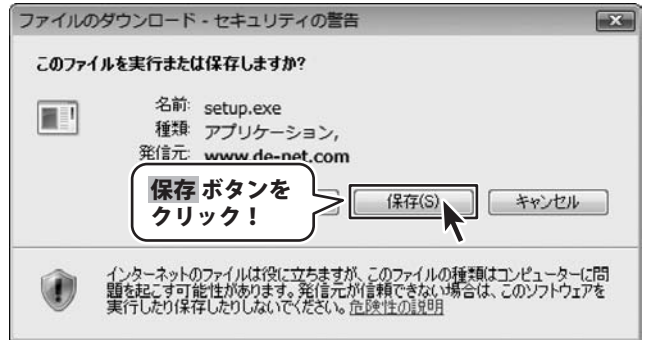 ファイルのダウンロード - セキュリティの警告
このファイルを実行または保存しますか?
名前: setup.exe
種類: アプリケーション,
発信元: www.de-net.com
保存 ボタンを
クリック！
保存(S)
キャンセル
インターネットのファイルは役に立ちますが、このファイルの種類はコンピューターに問
題を起こす可能性があります。発信元が信頼できない場合は、このソフトウェアを
実行したり保存したりしないでください。危険性の説明